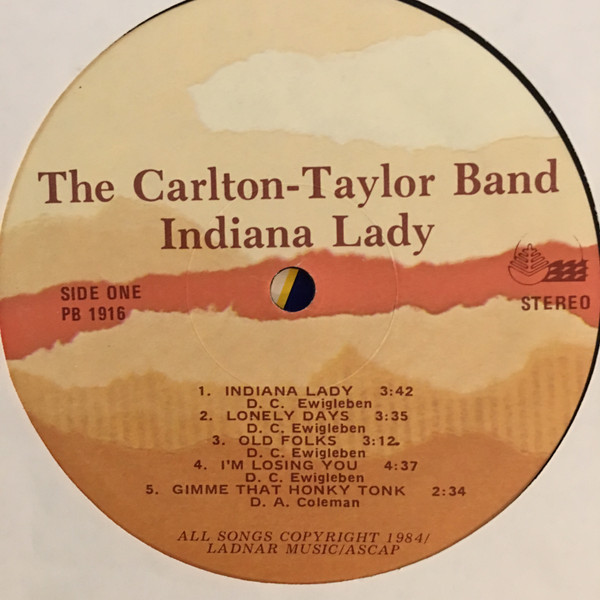 The Carlton-Taylor Band
Indiana Lady
SIDE ONE
PB 1916
STEREO
1. INDIANA LADY 3:42
D. C. Ewigleben
2. LONELY DAYS 3:35
D. C. Ewigleben
3. OLD FOLKS 3:12
D. C. Ewigleben
4. I'M LOSING YOU 4:37
D. C. Ewigleben
5. GIMME THAT HONKY TONK 2:34
D. A. Coleman
ALL SONGS COPYRIGHT 1984/
LADNAR MUSIC/ASCAP